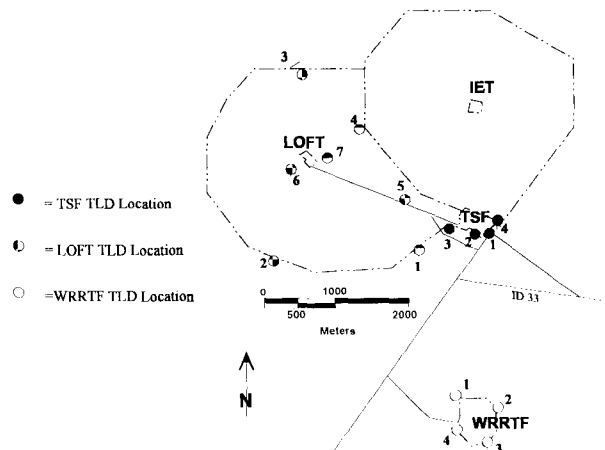 3
IET
4
LOFT
7
6
5
= TSF TLD Location
TSF
4
3
2
1
= LOFT TLD Location
1
2
=WRRTF TLD Location
0
1000
500
2000
Meters
ID 33
N
1
2
WRRTF
4
3